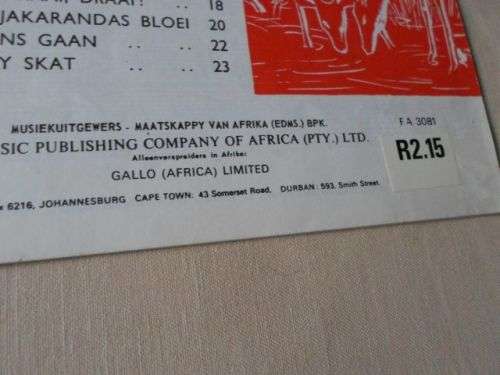 DRAAI! .. .. 18
JAKARANDAS BLOEI 20
NS GAAN .. .. 22
Y SKAT .. .. 23
MUSIEKUITGEWERS - MAATSKAPPY VAN AFRIKA (EDMS.) BPK. F A 3081
SIC PUBLISHING COMPANY OF AFRICA (PTY.) LTD. R2.15
Alleenverspreiders in Afrika:
GALLO (AFRICA) LIMITED
x 6216, JOHANNESBURG CAPE TOWN: 43 Somerset Road. DURBAN: 593, Smith Street.